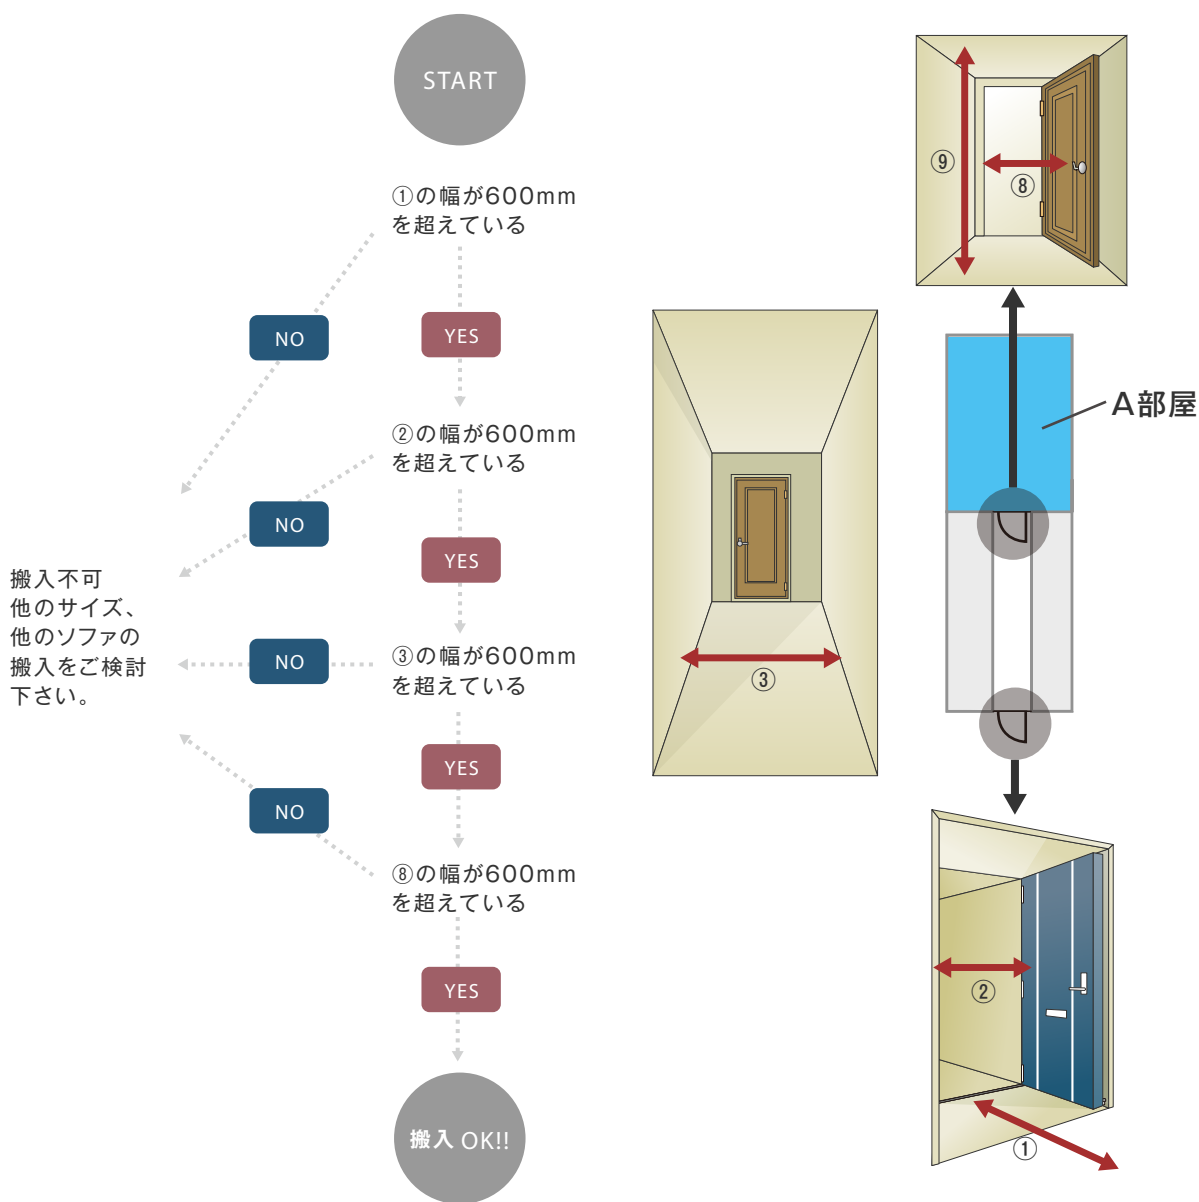 START
①の幅が600mm
を超えている
NO
YES
②の幅が600mm
を超えている
NO
YES
搬入不可
他のサイズ、
他のソファの
搬入をご検討
下さい。
③の幅が600mm
を超えている
NO
YES
NO
⑧の幅が600mm
を超えている
YES
搬入 OK!!
③
⑨
⑧
A部屋
②
①